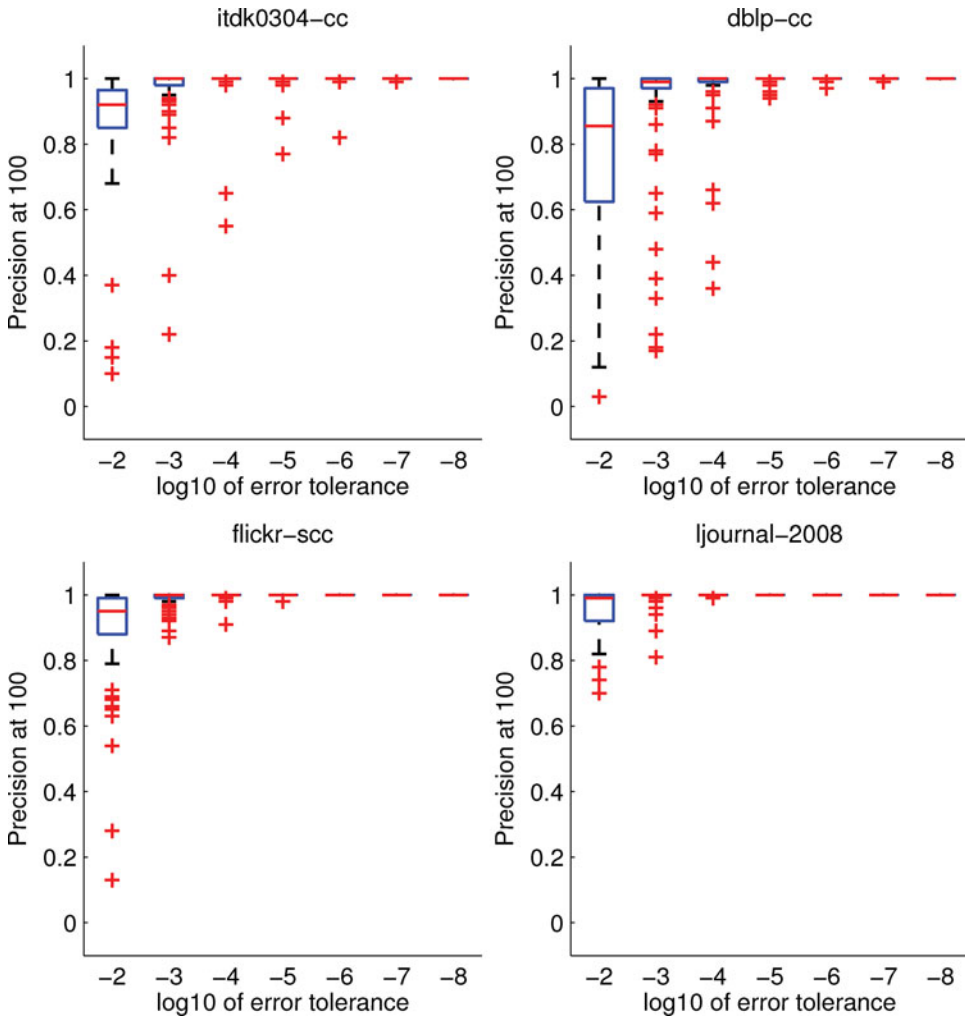 itdk0304−cc
Precision at 100
1
0.8
0.6
0.4
0.2
0
−2 −3 −4 −5 −6 −7 −8
log10 of error tolerance
dblp−cc
Precision at 100
1
0.8
0.6
0.4
0.2
0
−2 −3 −4 −5 −6 −7 −8
log10 of error tolerance
flickr−scc
Precision at 100
1
0.8
0.6
0.4
0.2
0
−2 −3 −4 −5 −6 −7 −8
log10 of error tolerance
ljournal−2008
Precision at 100
1
0.8
0.6
0.4
0.2
0
−2 −3 −4 −5 −6 −7 −8
log10 of error tolerance